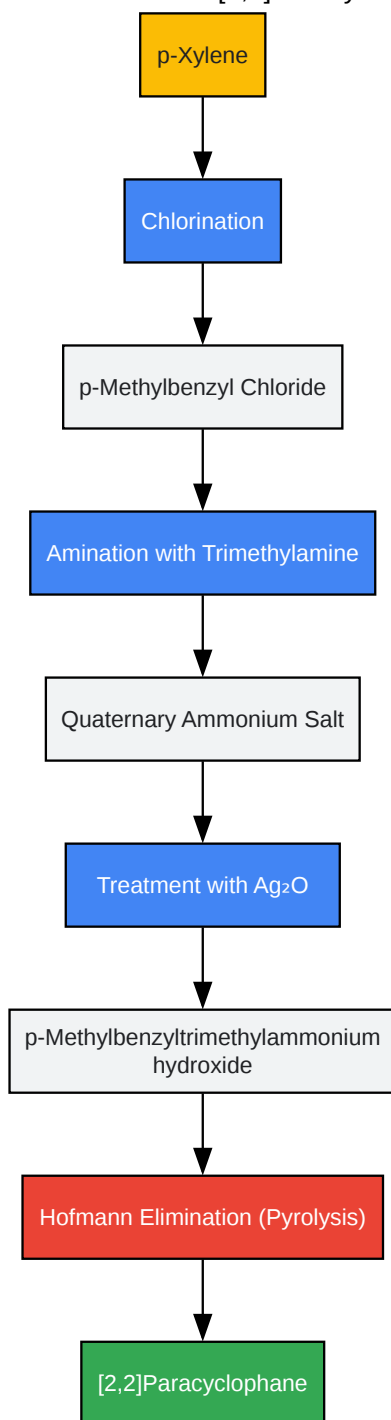 p-Xylene
Chlorination
p-Methylbenzyl Chloride
Amination with Trimethylamine
Quaternary Ammonium Salt
Treatment with Ag₂O
p-Methylbenzyltrimethylammonium
hydroxide
Hofmann Elimination (Pyrolysis)
[2,2]Paracyclophane